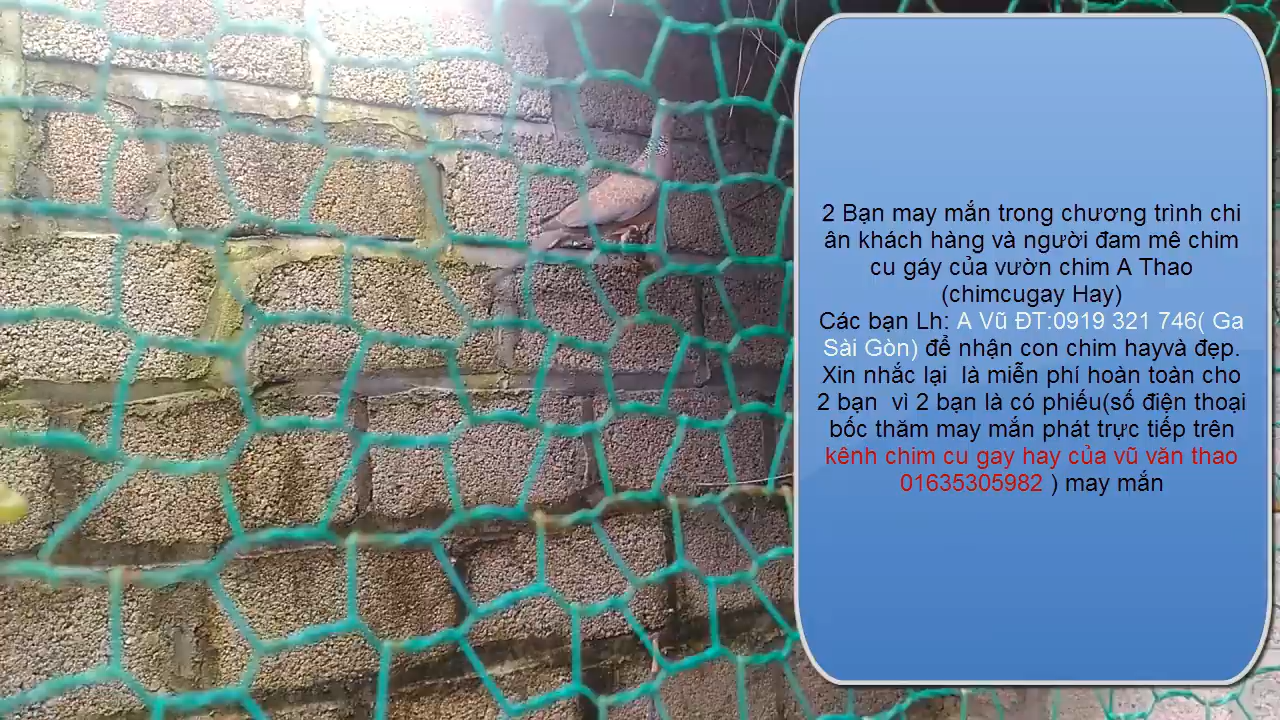 2 Bạn may mắn trong chương trình chi
ân khách hàng và người đam mê chim
cu gáy của vườn chim A Thao
(chimcugay Hay)
Các bạn Lh: A Vũ ĐT:0919 321 746( Ga
Sài Gòn) để nhận con chim hayvà đẹp.
Xin nhắc lại  là miễn phí hoàn toàn cho
2 bạn  vì 2 bạn là có phiếu(số điện thoại
bốc thăm may mắn phát trực tiếp trên
kênh chim cu gay hay của vũ văn thao
01635305982 ) may mắn